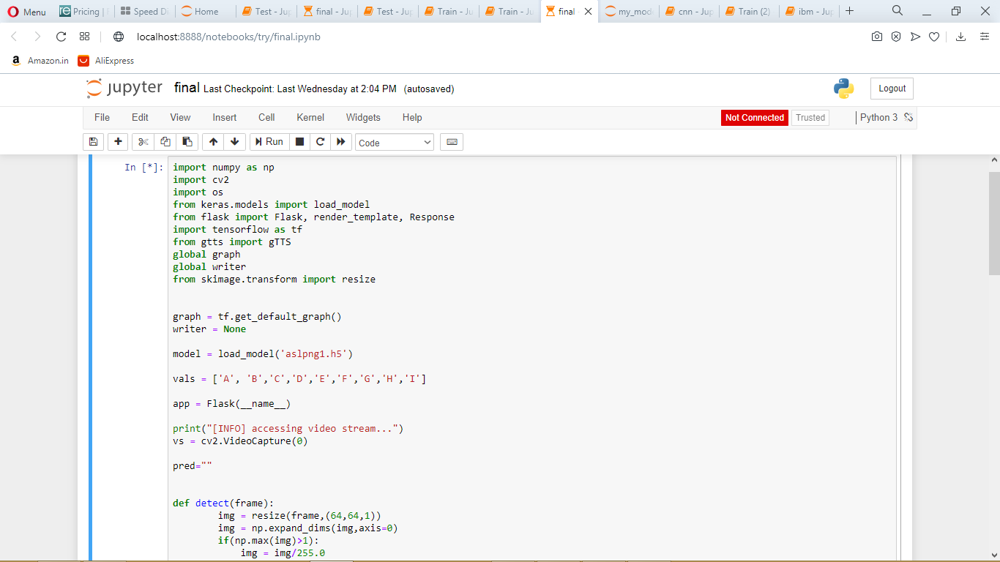 Menu
Pricing |
Speed Di
Home
Test - Jup
final - Jup
Test - Jup
Train - Ju
Train - Ju
final
my_mod
cnn - Jup
Train (2)
ibm - Jup
localhost:8888/notebooks/try/final.ipynb
Amazon.in
AliExpress
jupyter final Last Checkpoint: Last Wednesday at 2:04 PM (autosaved)
Logout
File Edit View Insert Cell Kernel Widgets Help
Not Connected
Trusted
Python 3
Run
Code
In [*]:
import numpy as np
import cv2
import os
from keras.models import load_model
from flask import Flask, render_template, Response
import tensorflow as tf
from gtts import gTTS
global graph
global writer
from skimage.transform import resize
graph = tf.get_default_graph()
writer = None
model = load_model('aslpng1.h5')
vals = ['A', 'B','C','D','E','F','G','H','I']
app = Flask(__name__)
print("[INFO] accessing video stream...")
vs = cv2.VideoCapture(0)
pred=""
def detect(frame):
img = resize(frame,(64,64,1))
img = np.expand_dims(img,axis=0)
if(np.max(img)>1):
img = img/255.0